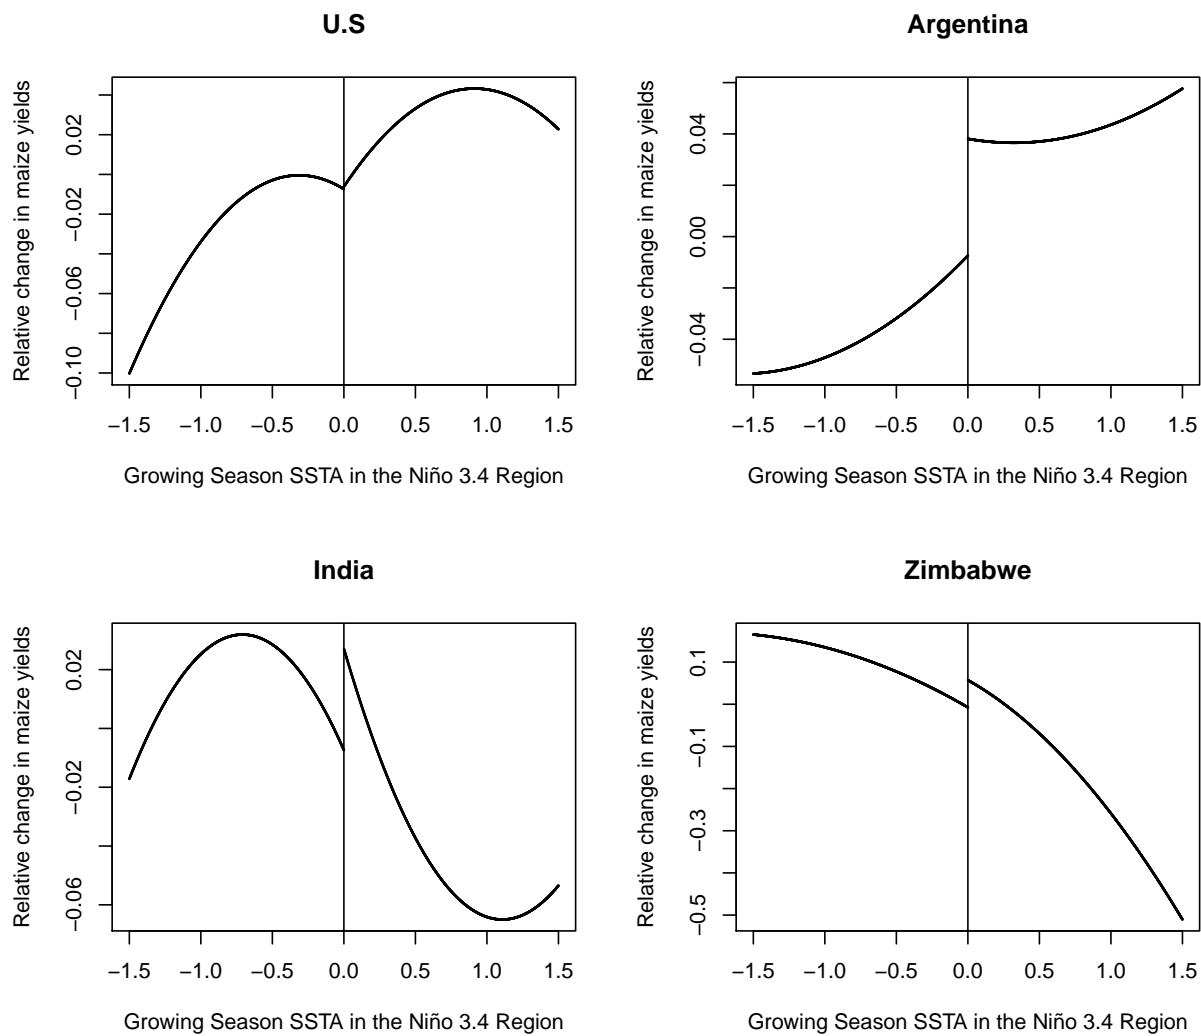 U.S
Relative change in maize yields
0.02
−0.02
−0.06
−0.10
−1.5 −1.0 −0.5 0.0 0.5 1.0 1.5
Growing Season SSTA in the Niño 3.4 Region
Argentina
Relative change in maize yields
0.04
0.00
−0.04
−1.5 −1.0 −0.5 0.0 0.5 1.0 1.5
Growing Season SSTA in the Niño 3.4 Region
India
Relative change in maize yields
0.02
−0.02
−0.06
−1.5 −1.0 −0.5 0.0 0.5 1.0 1.5
Growing Season SSTA in the Niño 3.4 Region
Zimbabwe
Relative change in maize yields
0.1
−0.1
−0.3
−0.5
−1.5 −1.0 −0.5 0.0 0.5 1.0 1.5
Growing Season SSTA in the Niño 3.4 Region